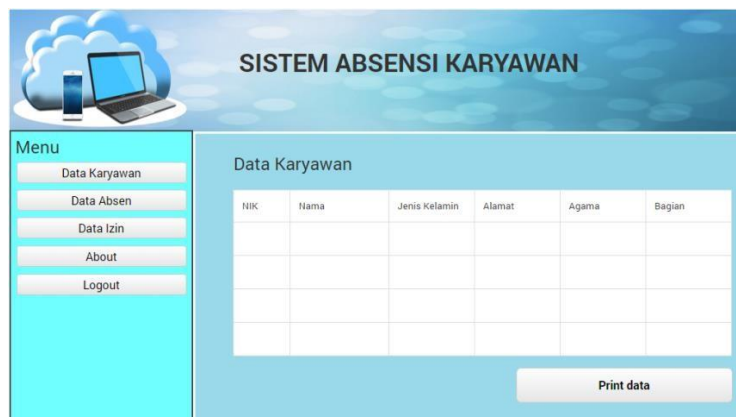 SISTEM ABSENSI KARYAWAN
Menu
Data Karyawan
Data Absen
Data Izin
About
Logout
Data Karyawan
NIK Nama Jenis Kelamin Alamat Agama Bagian
Print data